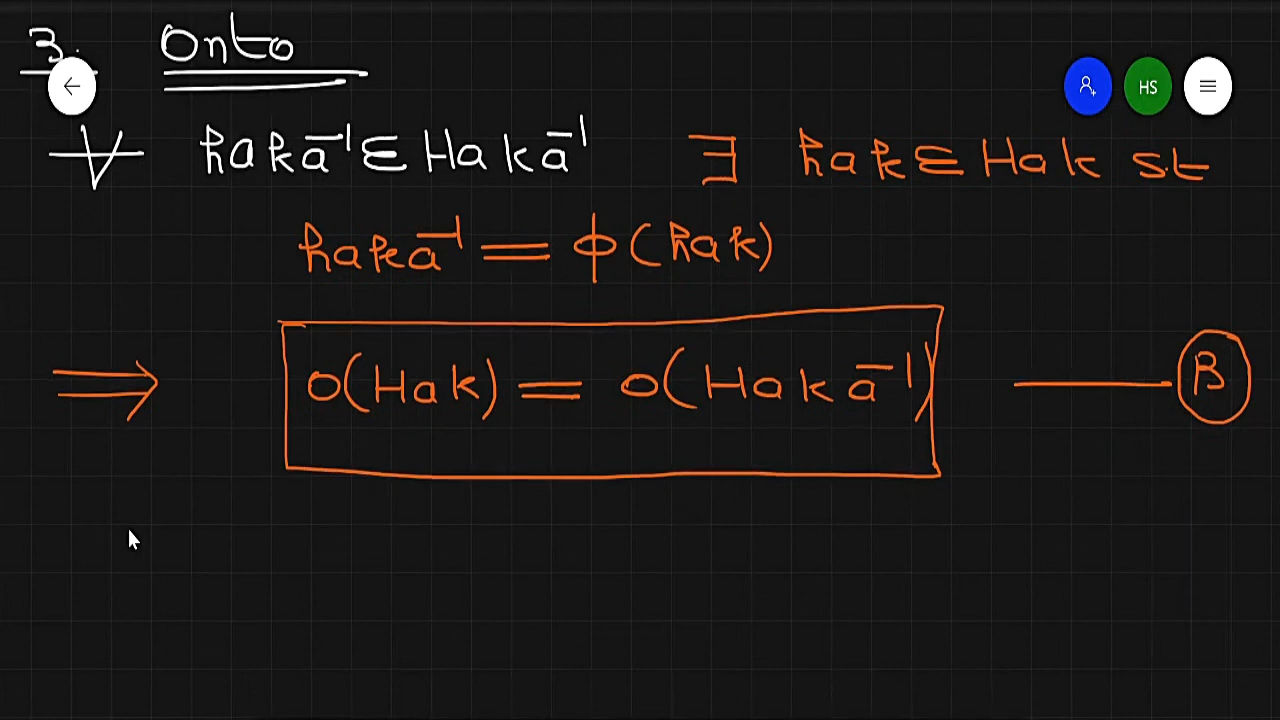 3. Onto
HS
∀ haka⁻¹ ∈ Haka⁻¹ ∃ hak ∈ Hak s.t
haka⁻¹ = φ(hak)
⇒ O(Hak) = O(Haka⁻¹) — B